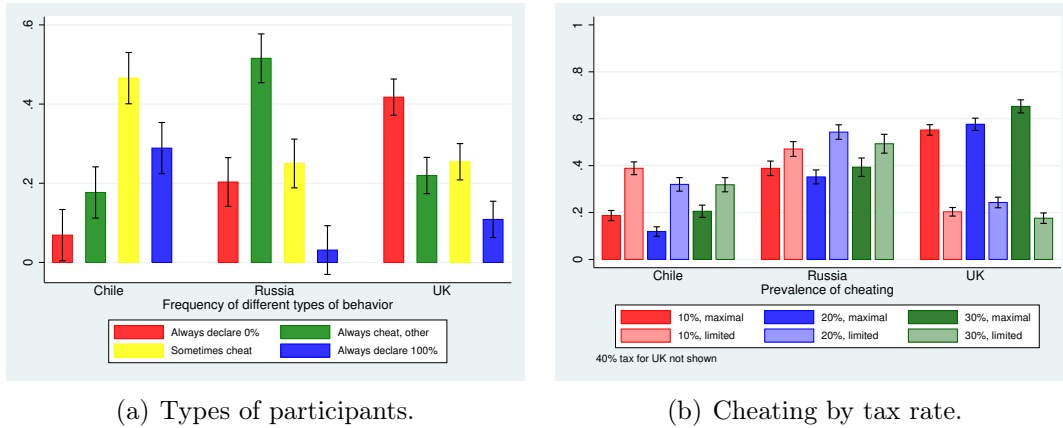 .6
.4
.2
0
Chile Russia UK
Frequency of different types of behavior
Always declare 0% Always cheat, other
Sometimes cheat Always declare 100%
(a) Types of participants.
1
.8
.6
.4
.2
0
Chile Russia UK
Prevalence of cheating
10%, maximal 20%, maximal 30%, maximal
10%, limited 20%, limited 30%, limited
40% tax for UK not shown
(b) Cheating by tax rate.